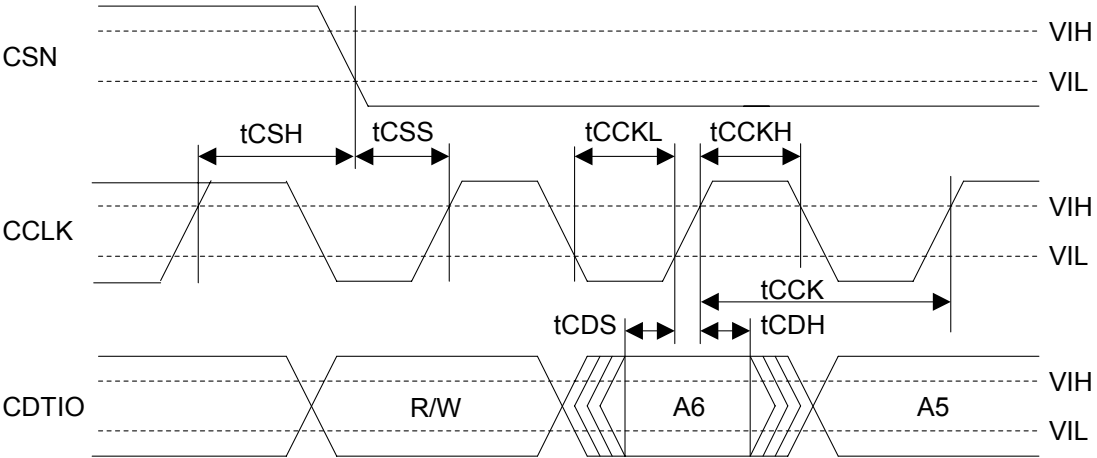 VIH
CSN
VIL
tCSH tCSS tCCKL tCCKH
VIH
CCLK
VIL
tCCK
tCDS tCDH
VIH
CDTIO R/W A6 A5
VIL